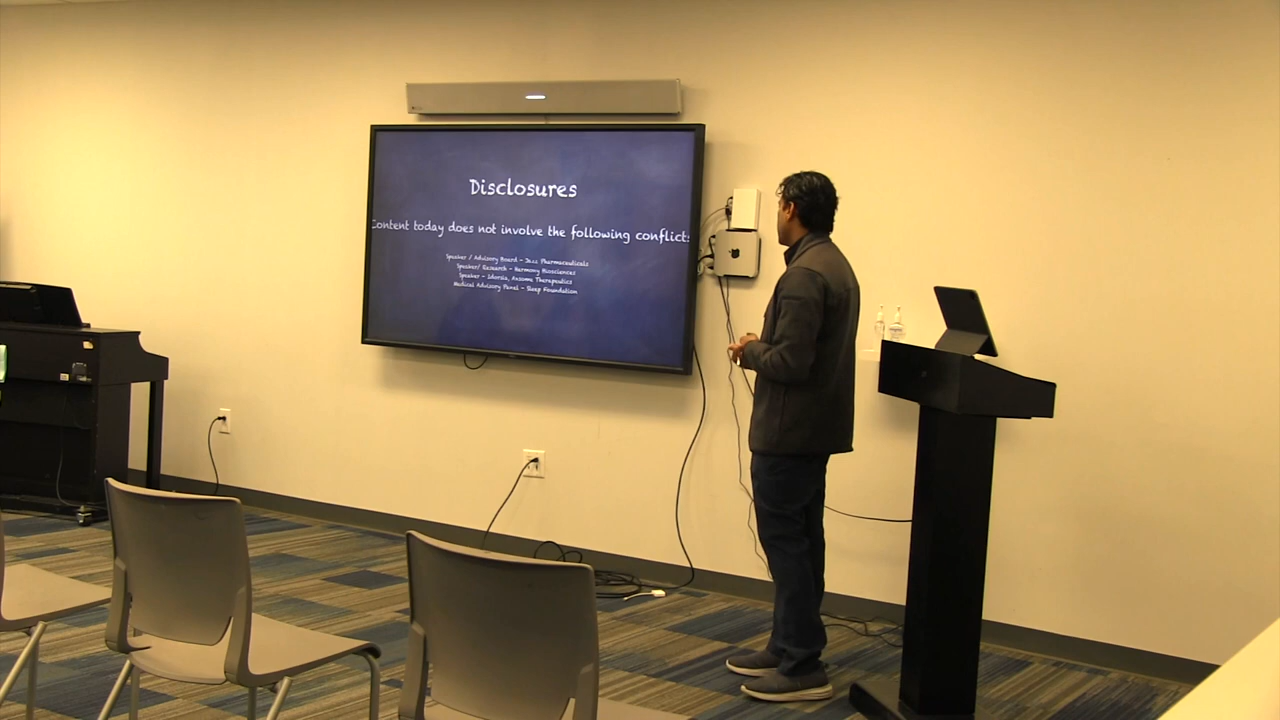 Disclosures
Content today does not involve the following conflicts
Speaker / Advisory Board - Jazz Pharmaceuticals
Speaker/ Research - Harmony Biosciences
Speaker - Idorsia, Axsome Therapeutics
Medical Advisory Panel - Sleep Foundation